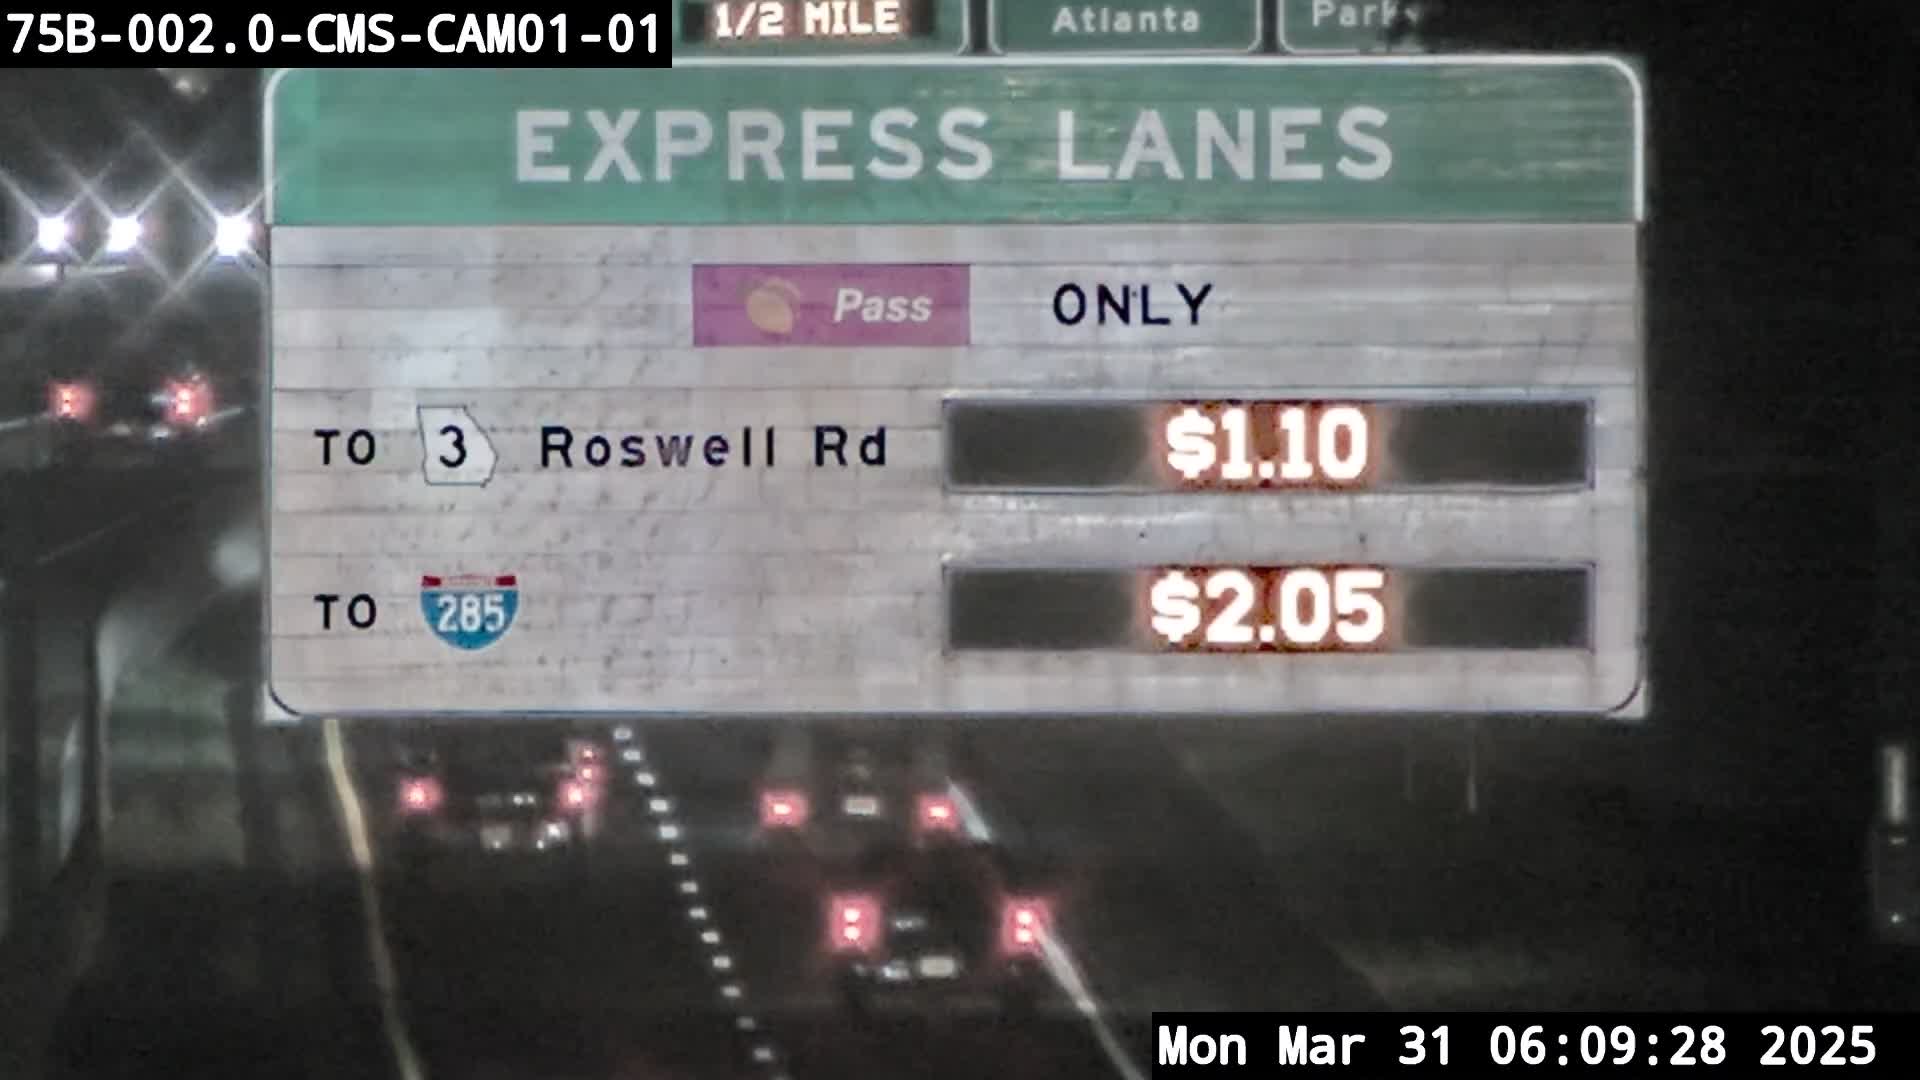 75B-002.0-CMS-CAM01-01
1/2 MILE
Atlanta
EXPRESS LANES
Pass ONLY
TO 3 Roswell Rd $1.10
TO 285 $2.05
Mon Mar 31 06:09:28 2025